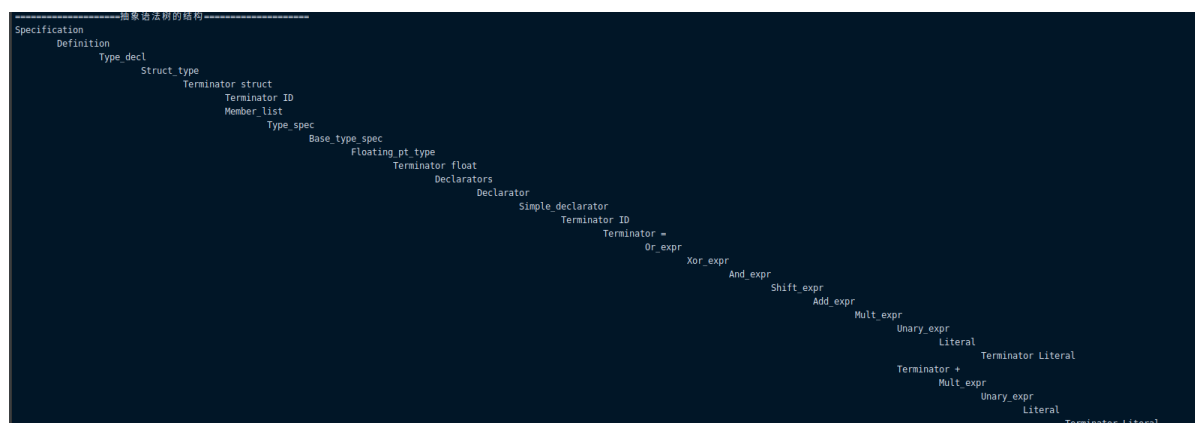 ====================抽象语法树的结构====================
Specification
Definition
Type_decl
Struct_type
Terminator struct
Terminator ID
Member_list
Type_spec
Base_type_spec
Floating_pt_type
Terminator float
Declarators
Declarator
Simple_declarator
Terminator ID
Terminator =
Or_expr
Xor_expr
And_expr
Shift_expr
Add_expr
Mult_expr
Unary_expr
Literal
Terminator Literal
Terminator +
Mult_expr
Unary_expr
Literal
Terminator Literal